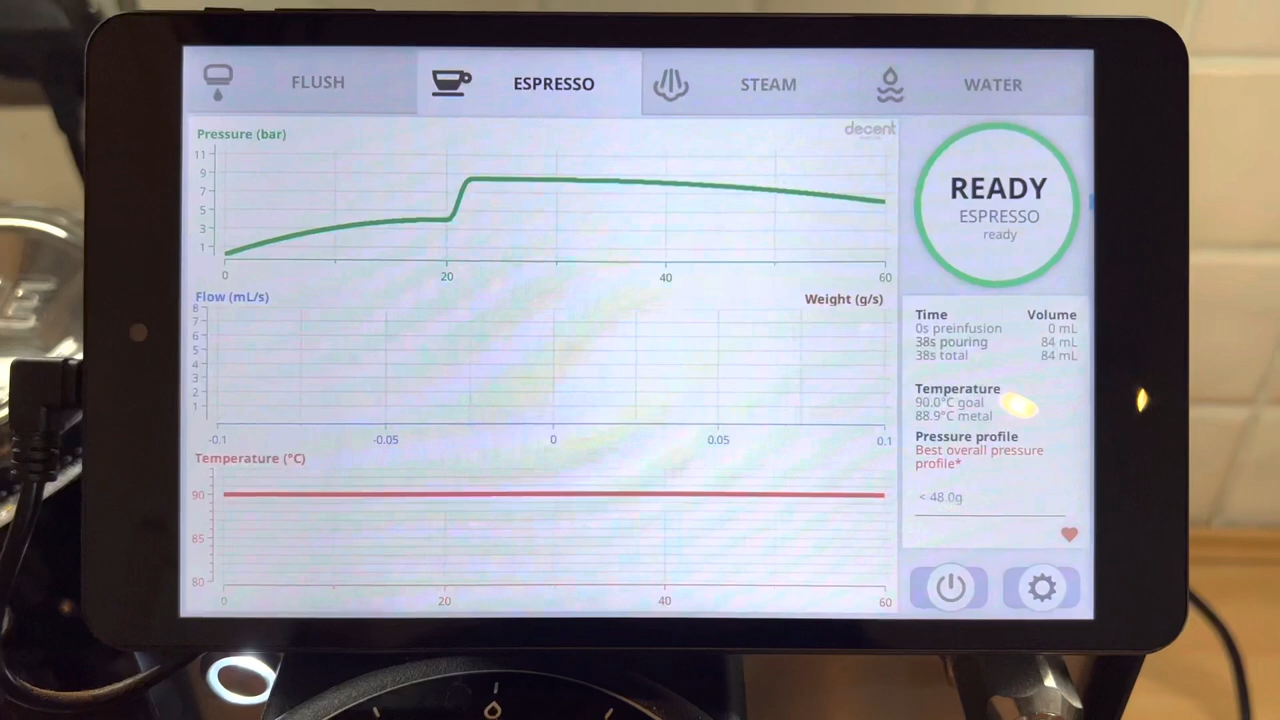 FLUSH
ESPRESSO
STEAM
WATER
Pressure (bar)
decent
11
9
7
5
3
1
0
20
40
60
Flow (mL/s)
Weight (g/s)
8
7
6
5
4
3
2
1
-0.1
-0.05
0
0.05
0.1
Temperature (°C)
90
85
80
0
20
40
60
READY
ESPRESSO
ready
Time Volume
0s preinfusion 0 mL
38s pouring 84 mL
38s total 84 mL
Temperature
90.0°C goal
88.9°C metal
Pressure profile
Best overall pressure
profile*
< 48.0g